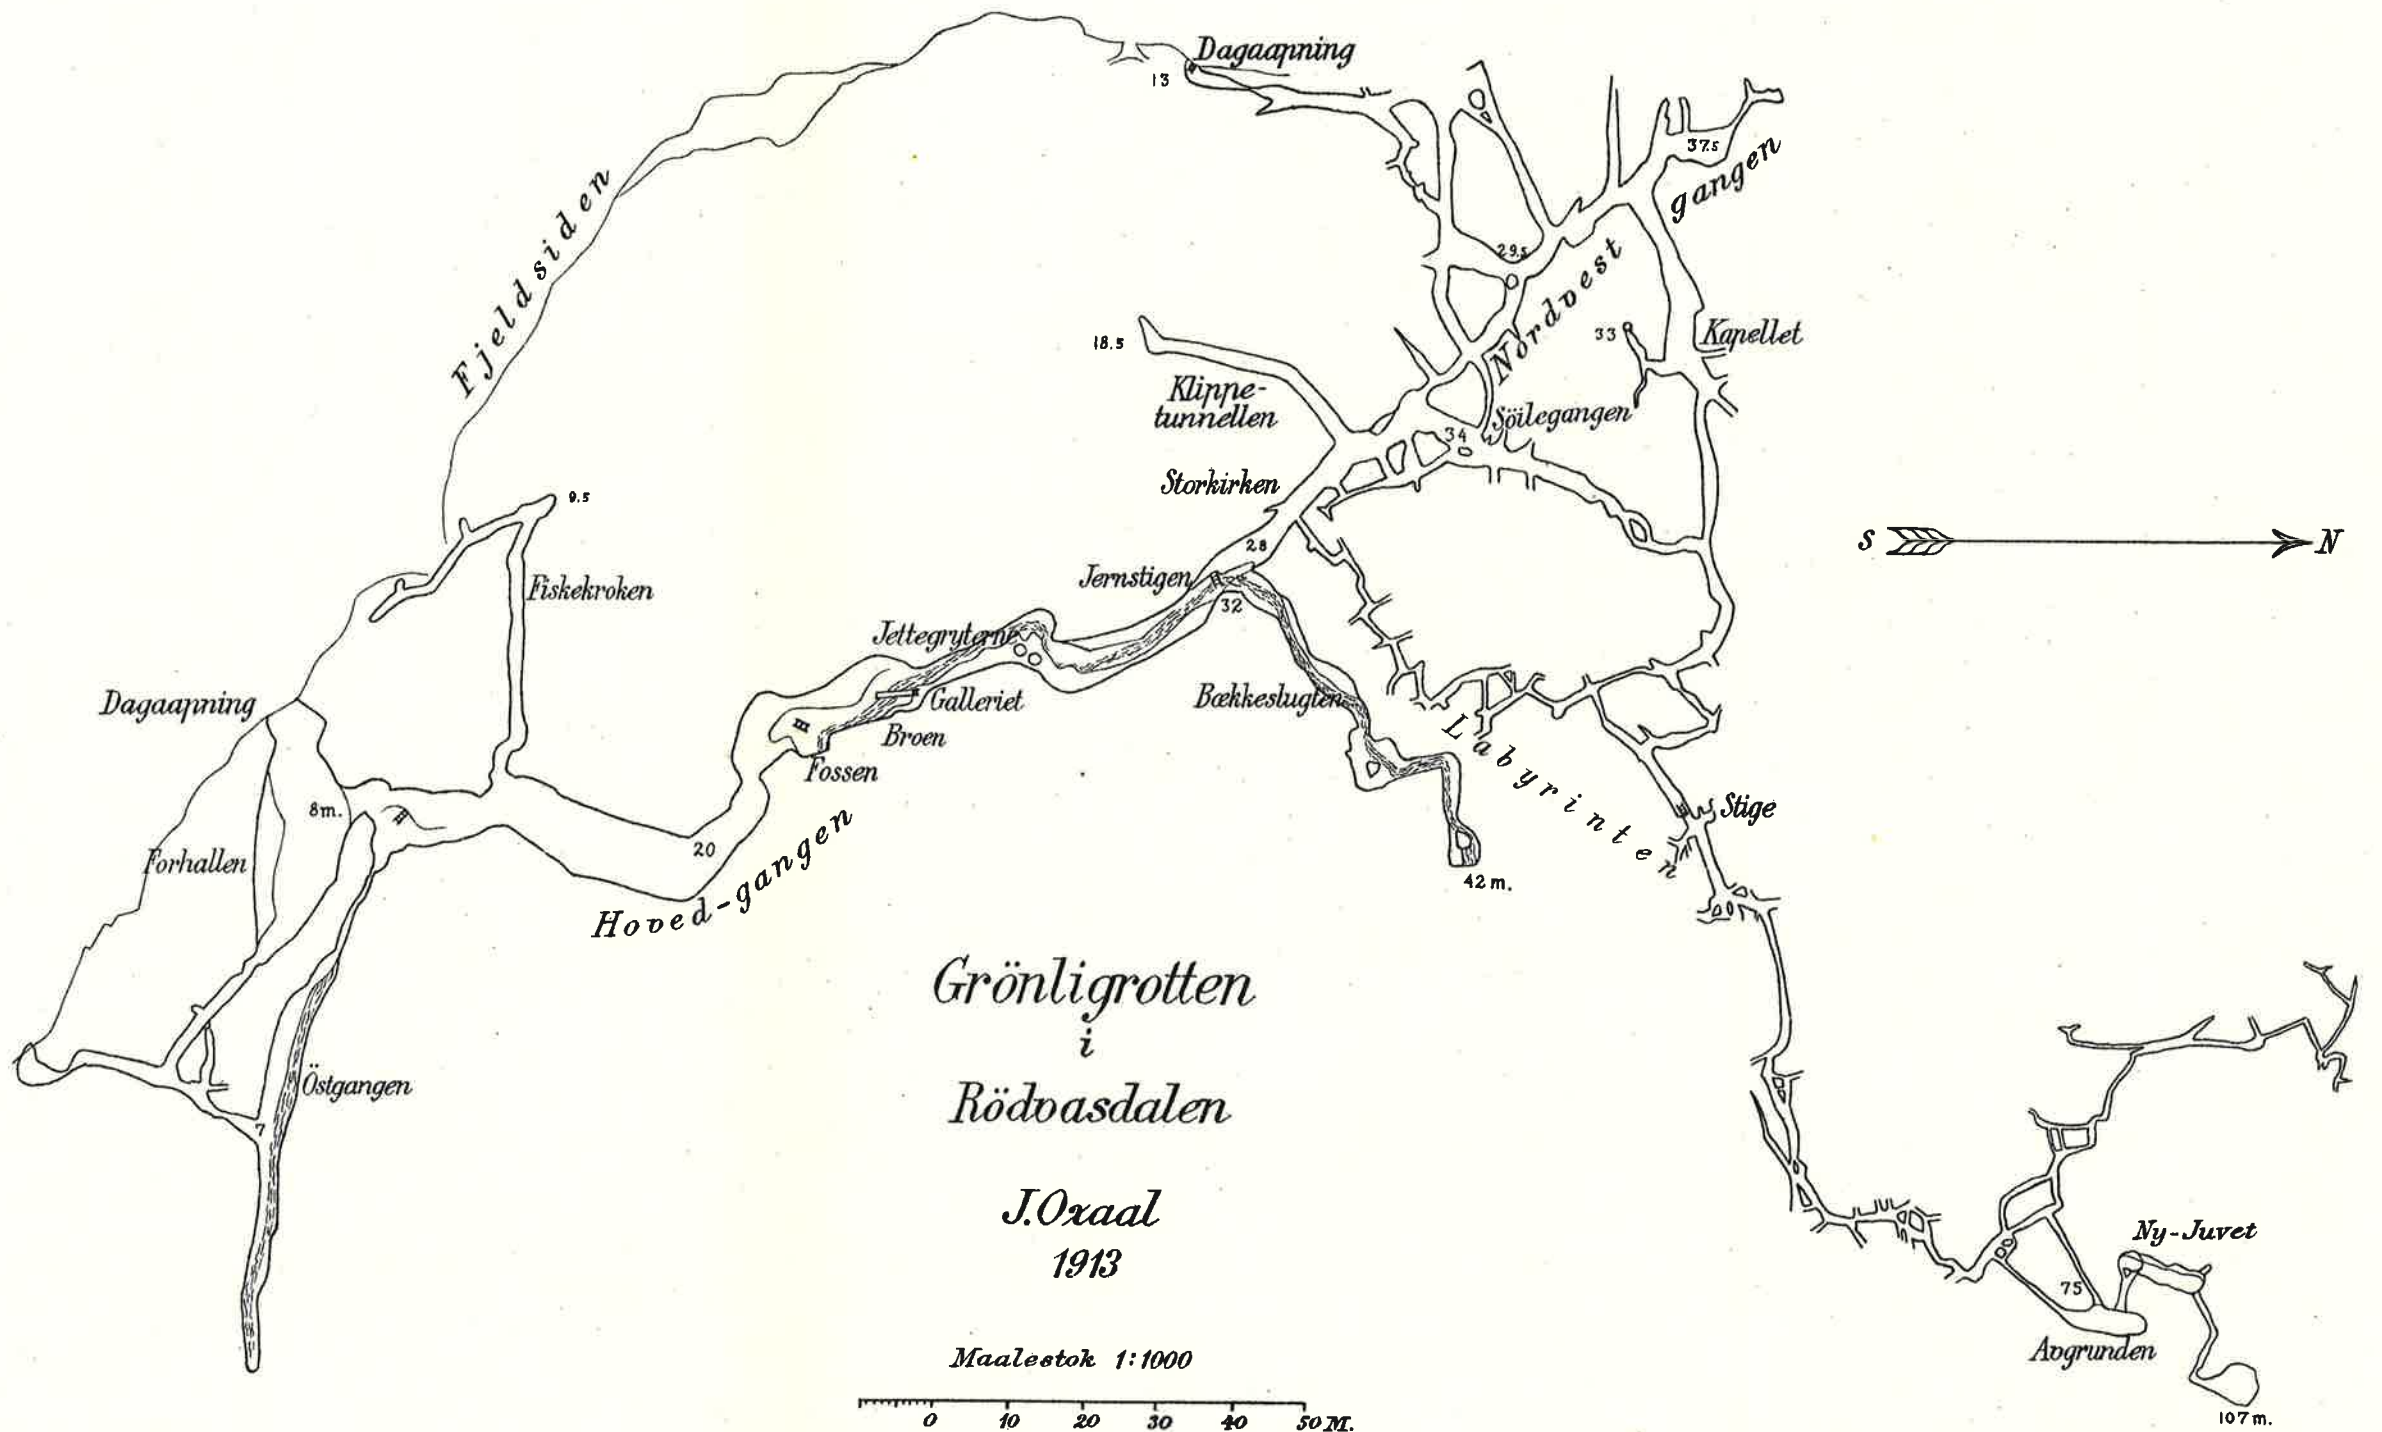 Dagaapning
13
37.5
gangen
Fjeldsiden
29.5
Nordvest
33
Kapellet
18.5
Klippe-
tunnellen
Söilegangen
34
Storkirken
9.5
28
S N
Jernstigen
Fiskekroken
32
Jettegryterne
Dagaapning
Galleriet
Bækkeslugten
Broen
Labyrinten
Fossen
8m.
Stige
20
Hoved-gangen
Forhallen
42m.
Grönligrotten
i
Rödvasdalen
Östgangen
7
J.Oxaal
1913
Ny-Juvet
75
Avgrunden
Maalestok 1:1000
0 10 20 30 40 50 M.
107m.